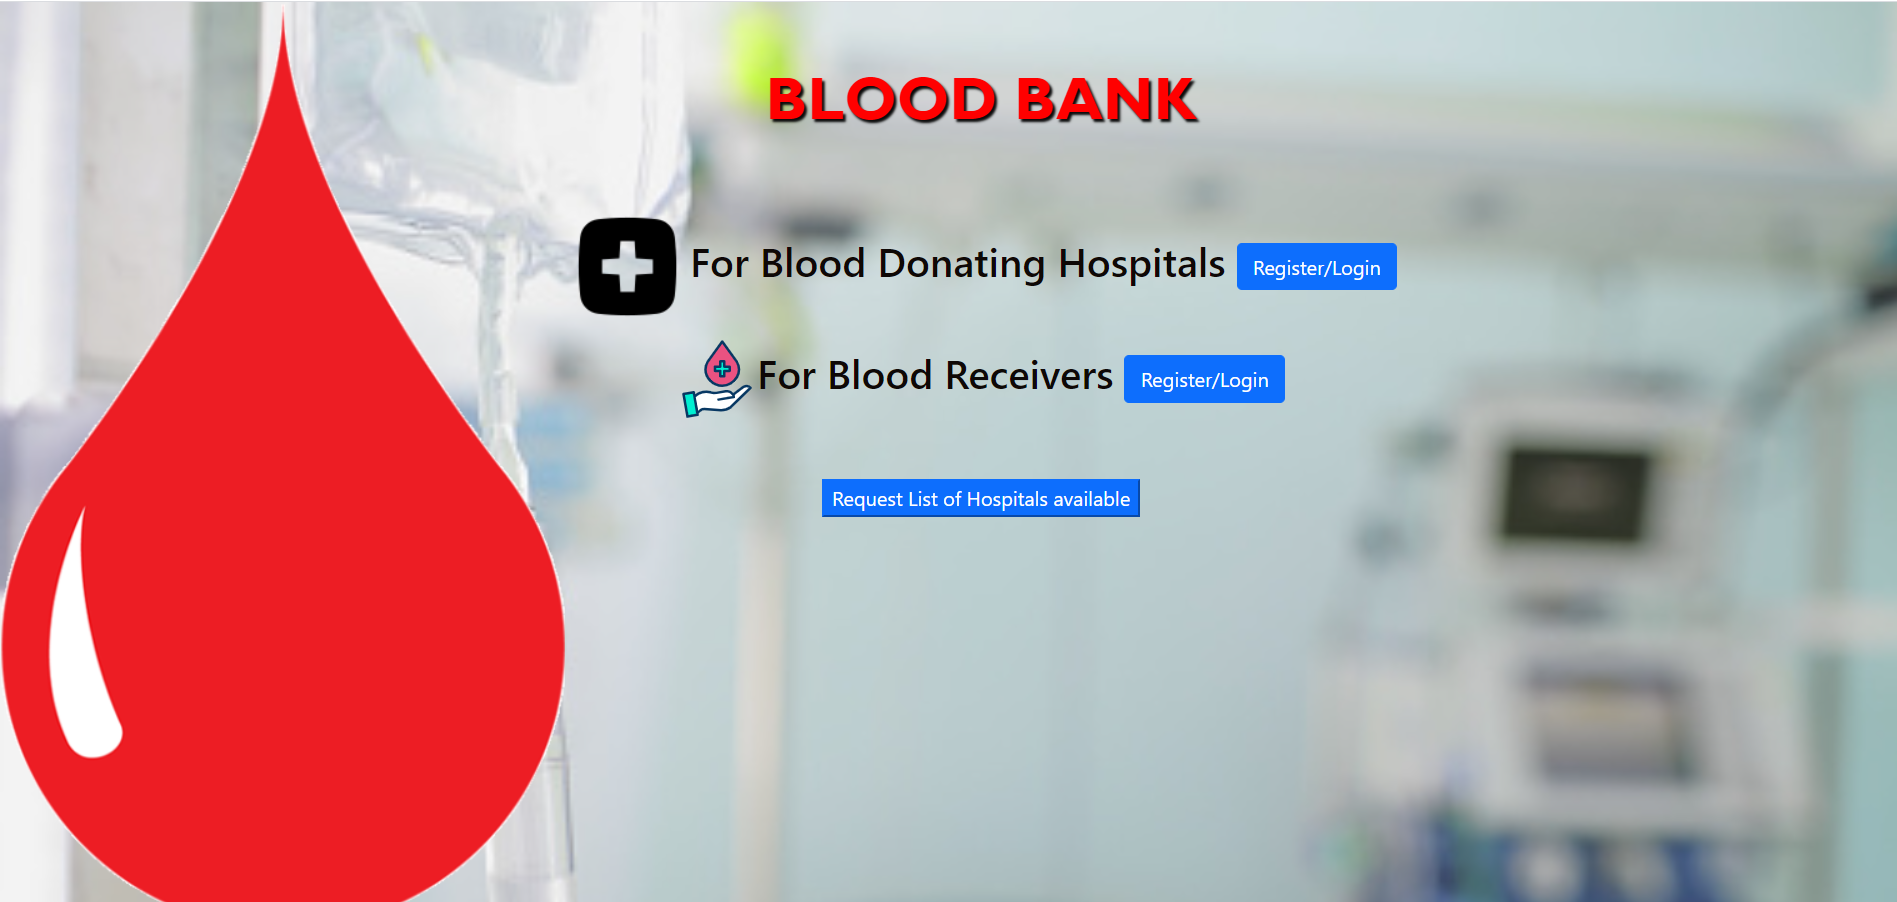 BLOOD BANK
For Blood Donating Hospitals Register/Login
For Blood Receivers Register/Login
Request List of Hospitals available